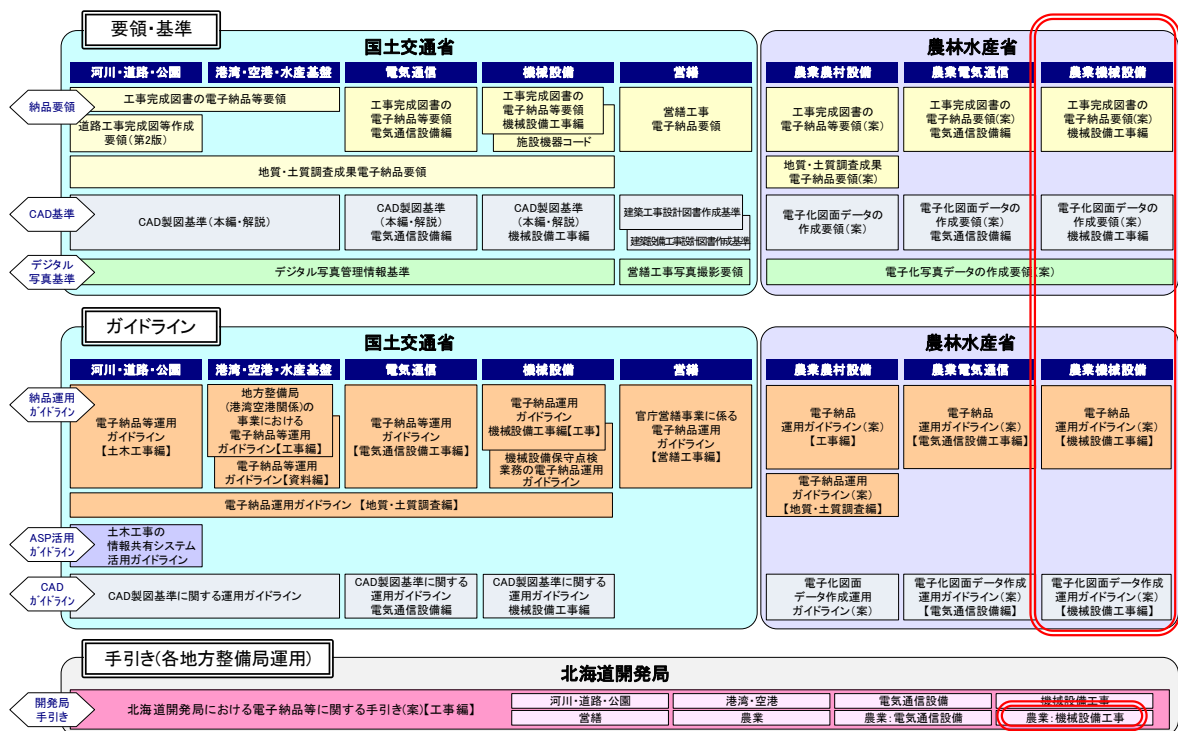 要領・基準
国土交通省
農林水産省
河川・道路・公園
港湾・空港・水産基盤
電気通信
機械設備
営繕
農業農村設備
農業電気通信
農業機械設備
納品要領
工事完成図書の電子納品等要領
道路工事完成図等作成
要領(第2版)
工事完成図書の
電子納品等要領
電気通信設備編
工事完成図書の
電子納品等要領
機械設備工事編
施設機器コード
営繕工事
電子納品要領
工事完成図書の
電子納品等要領(案)
工事完成図書の
電子納品要領(案)
電気通信設備編
工事完成図書の
電子納品要領(案)
機械設備工事編
地質・土質調査成果電子納品要領
地質・土質調査成果
電子納品要領(案)
CAD基準
CAD製図基準(本編・解説)
CAD製図基準
(本編・解説)
電気通信設備編
CAD製図基準
(本編・解説)
機械設備工事編
建築工事設計図書作成基準
建築設備工事設計図書作成基準
電子化図面データの
作成要領(案)
電子化図面データの
作成要領(案)
電気通信設備編
電子化図面データの
作成要領(案)
機械設備工事編
デジタル
写真基準
デジタル写真管理情報基準
営繕工事写真撮影要領
電子化写真データの作成要領(案)
ガイドライン
国土交通省
農林水産省
河川・道路・公園
港湾・空港・水産基盤
電気通信
機械設備
営繕
農業農村設備
農業電気通信
農業機械設備
納品運用
ガイドライン
電子納品等運用
ガイドライン
【土木工事編】
地方整備局
(港湾空港関係)の
事業における
電子納品等運用
ガイドライン【工事編】
電子納品等運用
ガイドライン【資料編】
電子納品等運用
ガイドライン
【電気通信設備工事編】
電子納品運用
ガイドライン
機械設備工事編【工事】
機械設備保守点検
業務の電子納品運用
ガイドライン
官庁営繕事業に係る
電子納品運用
ガイドライン
【営繕工事編】
電子納品
運用ガイドライン(案)
【工事編】
電子納品
運用ガイドライン(案)
【電気通信設備工事編】
電子納品
運用ガイドライン(案)
【機械設備工事編】
電子納品運用ガイドライン 【地質・土質調査編】
電子納品運用
ガイドライン(案)
【地質・土質調査編】
ASP活用
ガイドライン
土木工事の
情報共有システム
活用ガイドライン
CAD
ガイドライン
CAD製図基準に関する運用ガイドライン
CAD製図基準に関する
運用ガイドライン
電気通信設備編
CAD製図基準に関する
運用ガイドライン
機械設備工事編
電子化図面
データ作成運用
ガイドライン(案)
電子化図面データ作成
運用ガイドライン(案)
【電気通信設備編】
電子化図面データ作成
運用ガイドライン(案)
【機械設備工事編】
手引き(各地方整備局運用)
北海道開発局
開発局
手引き
北海道開発局における電子納品等に関する手引き(案)【工事編】
河川・道路・公園
港湾・空港
電気通信設備
機械設備工事
営繕
農業
農業:電気通信設備
農業:機械設備工事